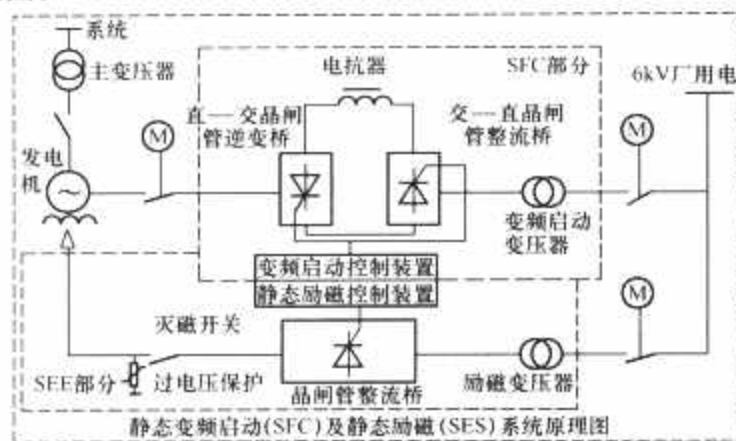 系统
主变压器
电抗器
SFC部分
6kV厂用电
直一交晶闸
管逆变桥
交一直晶闸
管整流桥
M
M
发电
机
变频启动
变压器
变频启动控制装置
静态励磁控制装置
M
灭磁开关
SEE部分
过电压保护
晶闸管整流桥
励磁变压器
静态变频启动(SFC)及静态励磁(SES)系统原理图